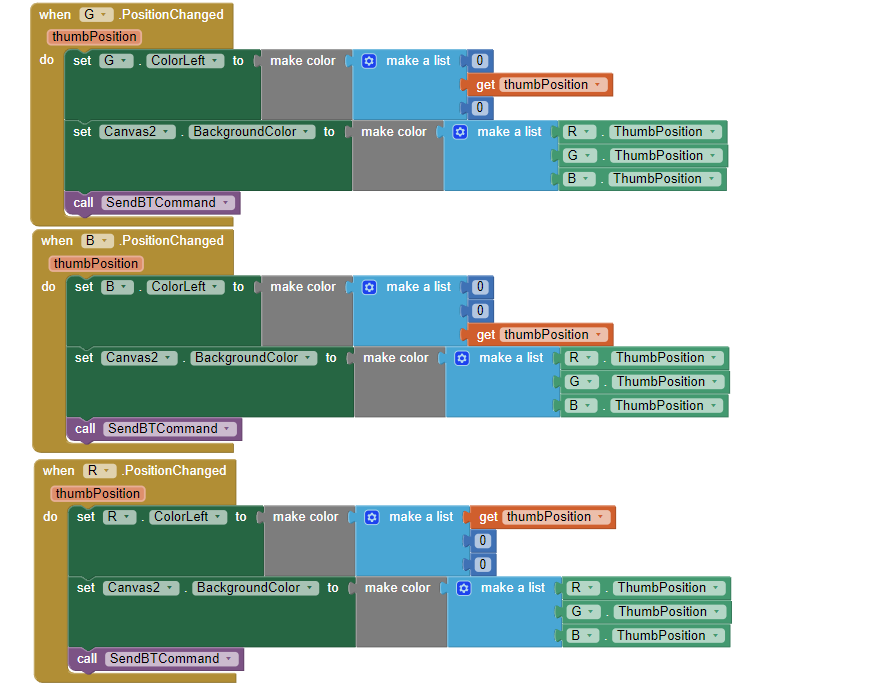 when G .PositionChanged
thumbPosition
do set G . ColorLeft to make color make a list 0
get thumbPosition
0
set Canvas2 . BackgroundColor to make color make a list R . ThumbPosition
G . ThumbPosition
B . ThumbPosition
call SendBTCommand
when B .PositionChanged
thumbPosition
do set B . ColorLeft to make color make a list 0
0
get thumbPosition
set Canvas2 . BackgroundColor to make color make a list R . ThumbPosition
G . ThumbPosition
B . ThumbPosition
call SendBTCommand
when R .PositionChanged
thumbPosition
do set R . ColorLeft to make color make a list get thumbPosition
0
0
set Canvas2 . BackgroundColor to make color make a list R . ThumbPosition
G . ThumbPosition
B . ThumbPosition
call SendBTCommand